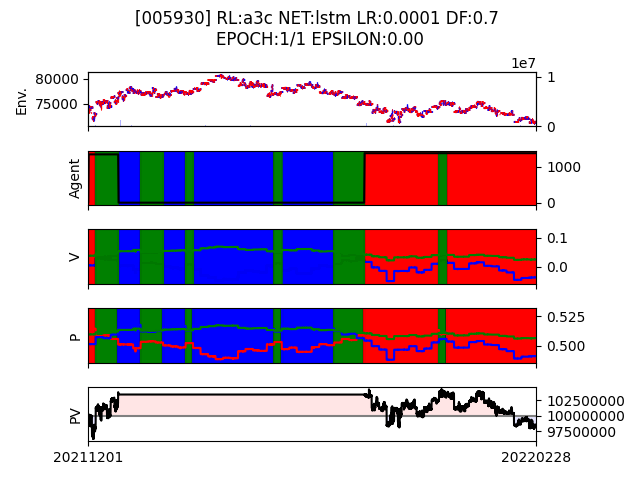 [005930] RL:a3c NET:lstm LR:0.0001 DF:0.7
EPOCH:1/1 EPSILON:0.00
1e7
Env.
80000
75000
1
0
Agent
1000
0
V
0.1
0.0
P
0.525
0.500
PV
102500000
100000000
97500000
20211201
20220228